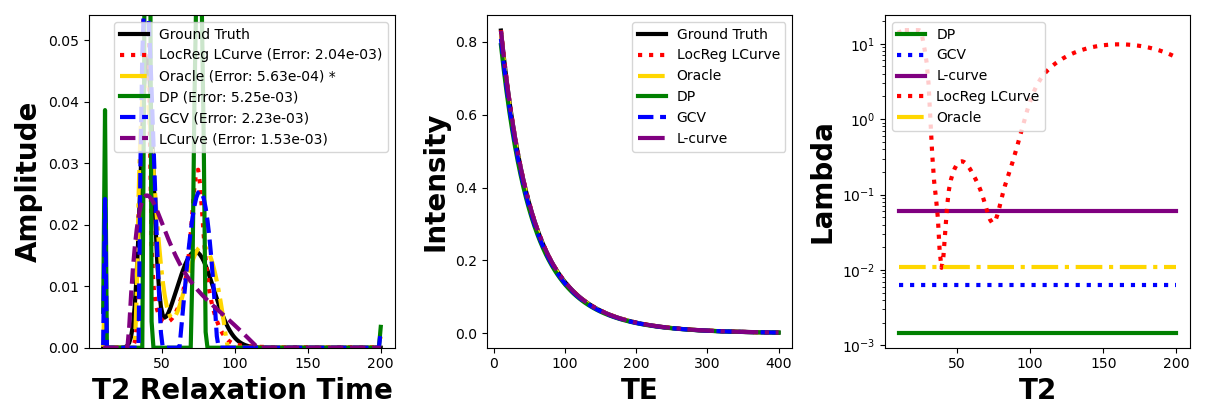 0.05
0.04
0.03
0.02
0.01
0.00
Amplitude
Ground Truth
LocReg LCurve (Error: 2.04e-03)
Oracle (Error: 5.63e-04) *
DP (Error: 5.25e-03)
GCV (Error: 2.23e-03)
LCurve (Error: 1.53e-03)
50 100 150 200
T2 Relaxation Time
0.8
0.6
0.4
0.2
0.0
Intensity
Ground Truth
LocReg LCurve
Oracle
DP
GCV
L-curve
0 100 200 300 400
TE
10¹
10⁰
10⁻¹
10⁻²
10⁻³
Lambda
DP
GCV
L-curve
LocReg LCurve
Oracle
50 100 150 200
T2